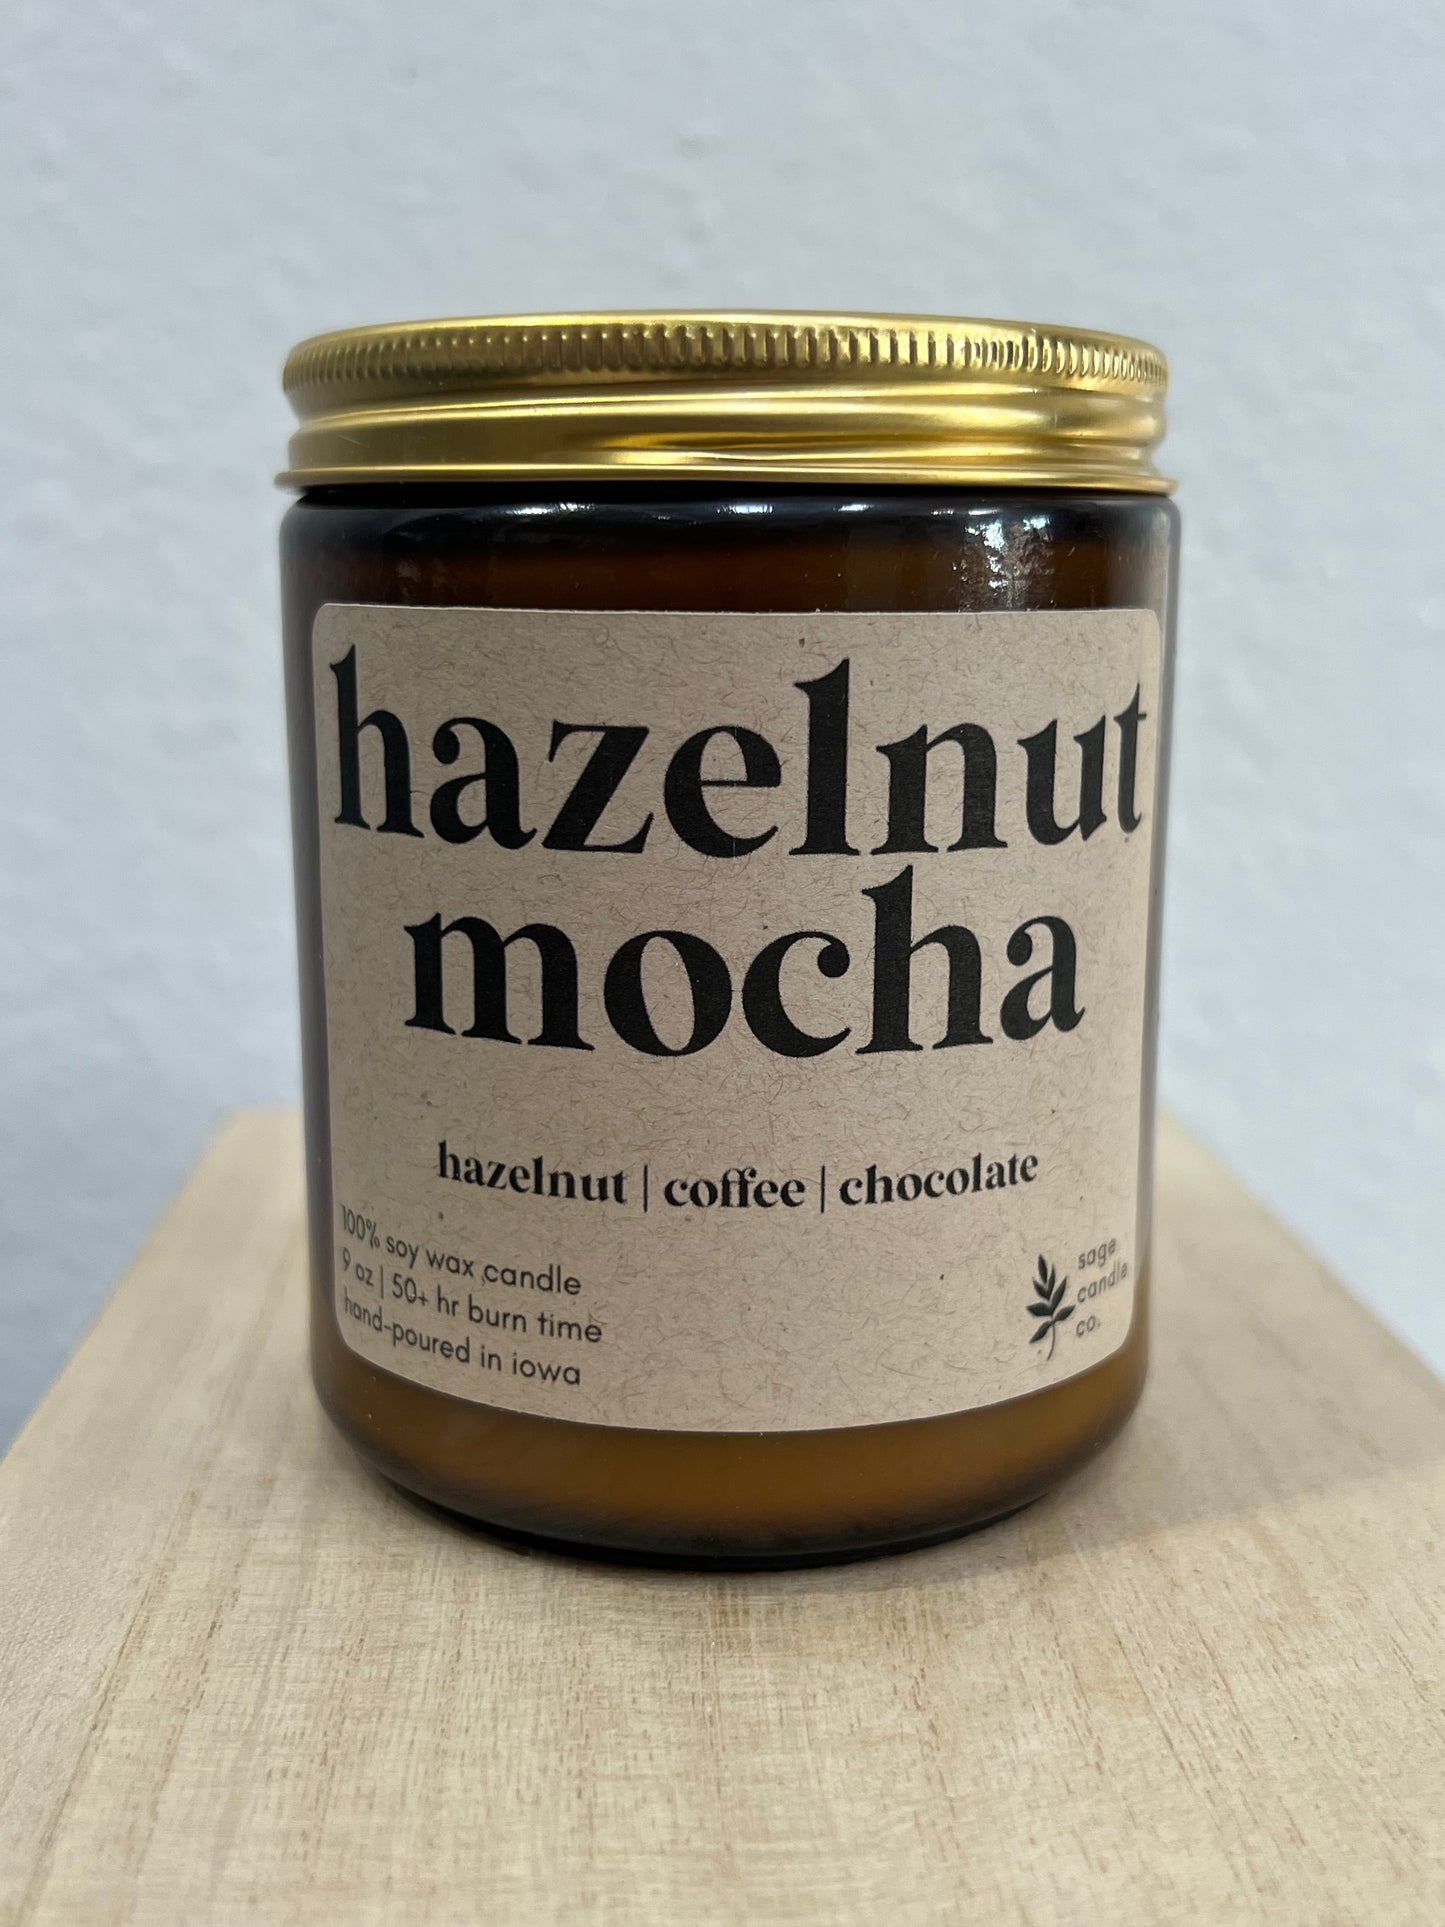 hazelnut
mocha
hazelnut | coffee | chocolate
100% soy wax candle
9 oz | 50+ hr burn time
hand-poured in iowa
sage
candle
co.